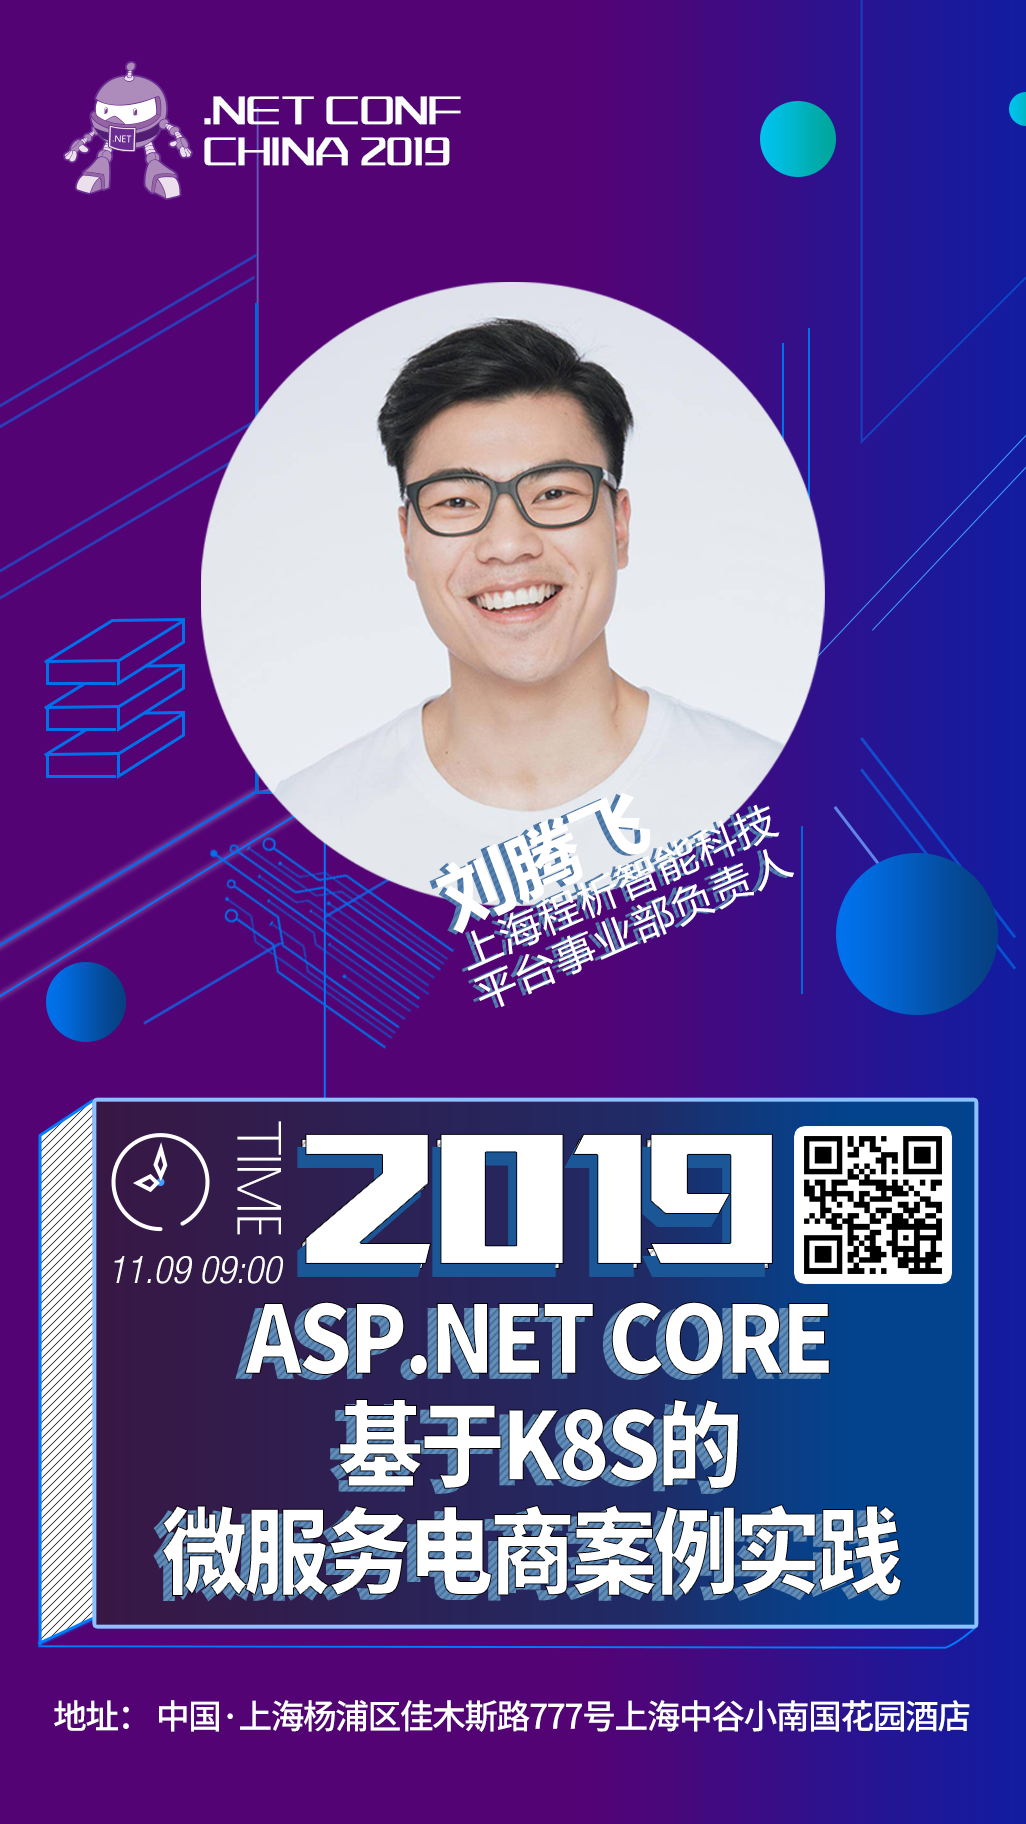 .NET
.NET CONF
CHINA 2019
刘腾飞
上海程析智能科技
平台事业部负责人
TIME
11.09 09:00
2019
ASP.NET CORE
基于K8S的
微服务电商案例实践
地址： 中国·上海杨浦区佳木斯路777号上海中谷小南国花园酒店